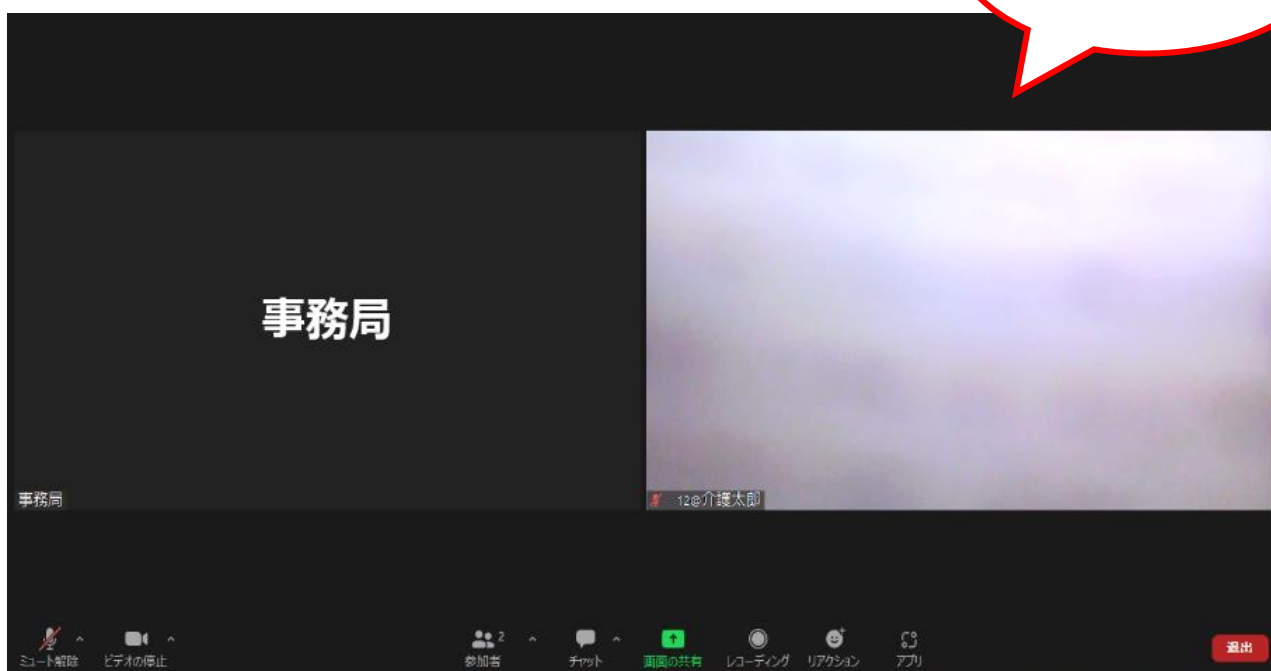 事務局
事務局
12@介護太郎
ミュート解除
ビデオの停止
2
参加者
チャット
画面の共有
レコーディング
リアクション
アプリ
退出